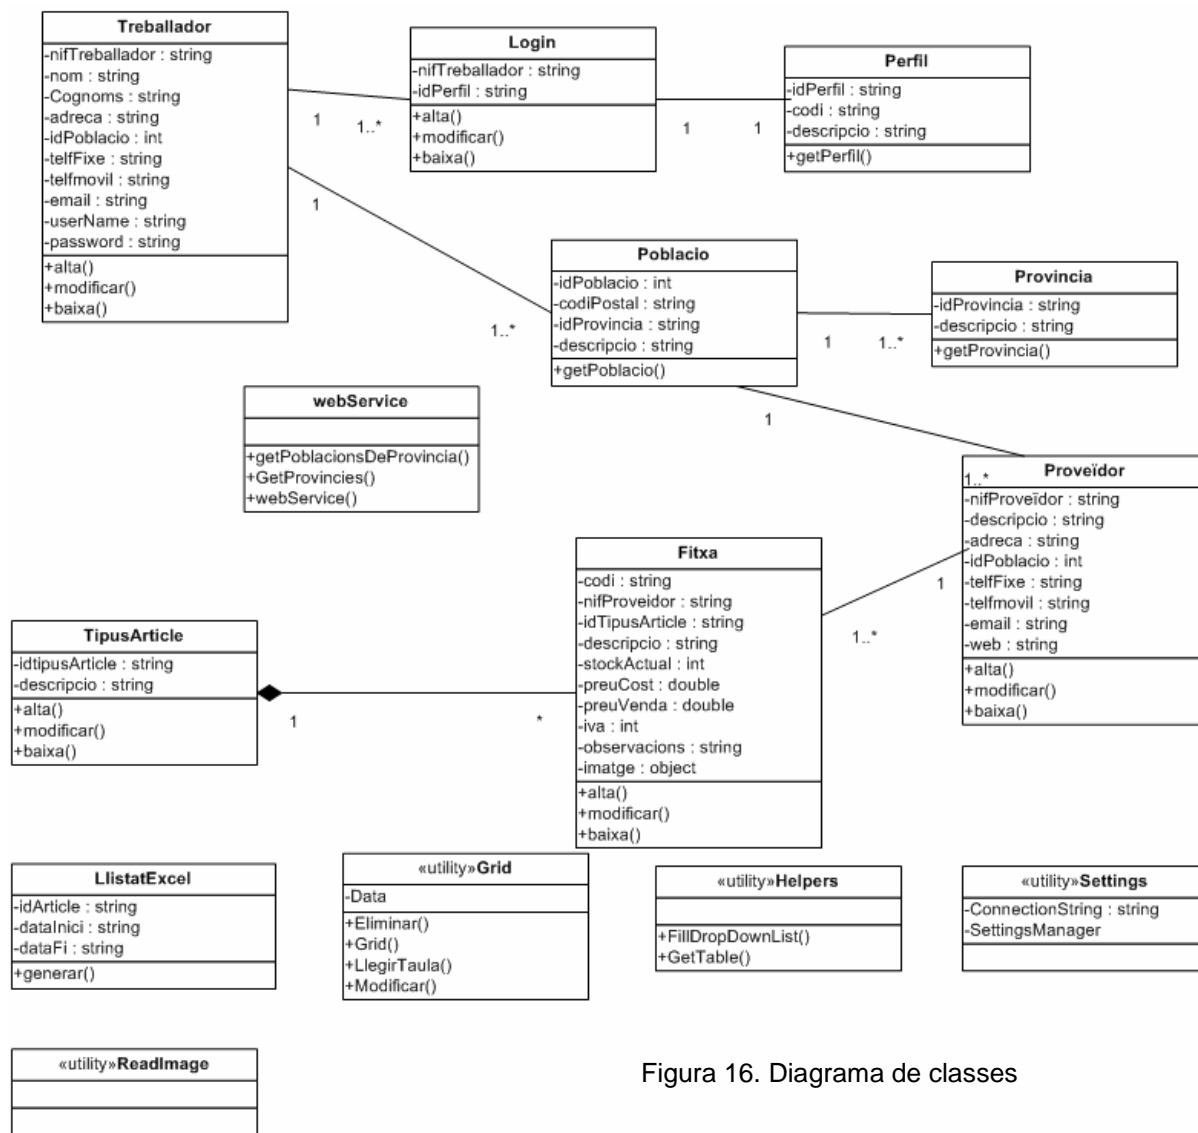 Treballador
-nifTreballador : string
-nom : string
-Cognoms : string
-adreca : string
-idPoblacio : int
-telfFixe : string
-telfmovil : string
-email : string
-userName : string
-password : string
+alta()
+modificar()
+baixa()
Login
-nifTreballador : string
-idPerfil : string
+alta()
+modificar()
+baixa()
Perfil
-idPerfil : string
-codi : string
-descripcio : string
+getPerfil()
1
1..*
1
1
1
1..*
Poblacio
-idPoblacio : int
-codiPostal : string
-idProvincia : string
-descripcio : string
+getPoblacio()
1
1..*
Provincia
-idProvincia : string
-descripcio : string
+getProvincia()
webService
+getPoblacionsDeProvincia()
+GetProvincies()
+webService()
1
1..*
Proveïdor
-nifProveïdor : string
-descripcio : string
-adreca : string
-idPoblacio : int
-telfFixe : string
-telfmovil : string
-email : string
-web : string
+alta()
+modificar()
+baixa()
Fitxa
-codi : string
-nifProveidor : string
-idTipusArticle : string
-descripcio : string
-stockActual : int
-preuCost : double
-preuVenda : double
-iva : int
-observacions : string
-imatge : object
+alta()
+modificar()
+baixa()
1
1..*
TipusArticle
-idtipusArticle : string
-descripcio : string
+alta()
+modificar()
+baixa()
1
*
LlistatExcel
-idArticle : string
-dataInici : string
-dataFi : string
+generar()
«utility»Grid
-Data
+Eliminar()
+Grid()
+LlegirTaula()
+Modificar()
«utility»Helpers
+FillDropDownList()
+GetTable()
«utility»Settings
-ConnectionString : string
-SettingsManager
«utility»ReadImage
Figura 16. Diagrama de classes